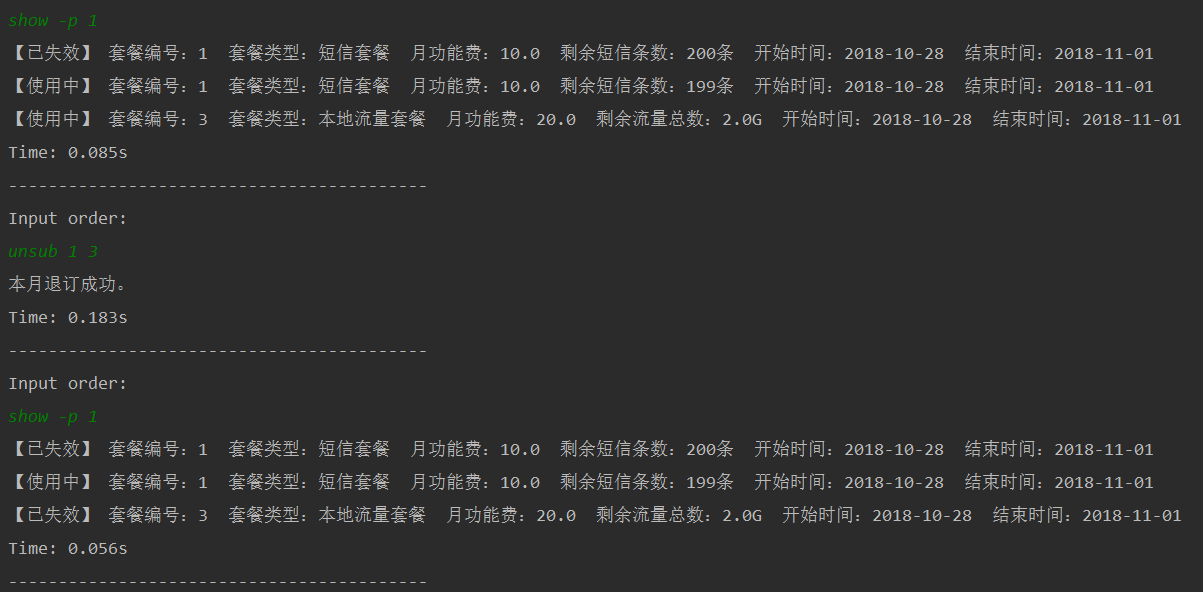 show -p 1
【已失效】 套餐编号：1  套餐类型：短信套餐  月功能费：10.0  剩余短信条数：200条  开始时间：2018-10-28  结束时间：2018-11-01
【使用中】 套餐编号：1  套餐类型：短信套餐  月功能费：10.0  剩余短信条数：199条  开始时间：2018-10-28  结束时间：2018-11-01
【使用中】 套餐编号：3  套餐类型：本地流量套餐  月功能费：20.0  剩余流量总数：2.0G  开始时间：2018-10-28  结束时间：2018-11-01
Time: 0.085s
------------------------------------------
Input order:
unsub 1 3
本月退订成功。
Time: 0.183s
------------------------------------------
Input order:
show -p 1
【已失效】 套餐编号：1  套餐类型：短信套餐  月功能费：10.0  剩余短信条数：200条  开始时间：2018-10-28  结束时间：2018-11-01
【使用中】 套餐编号：1  套餐类型：短信套餐  月功能费：10.0  剩余短信条数：199条  开始时间：2018-10-28  结束时间：2018-11-01
【已失效】 套餐编号：3  套餐类型：本地流量套餐  月功能费：20.0  剩余流量总数：2.0G  开始时间：2018-10-28  结束时间：2018-11-01
Time: 0.056s
------------------------------------------